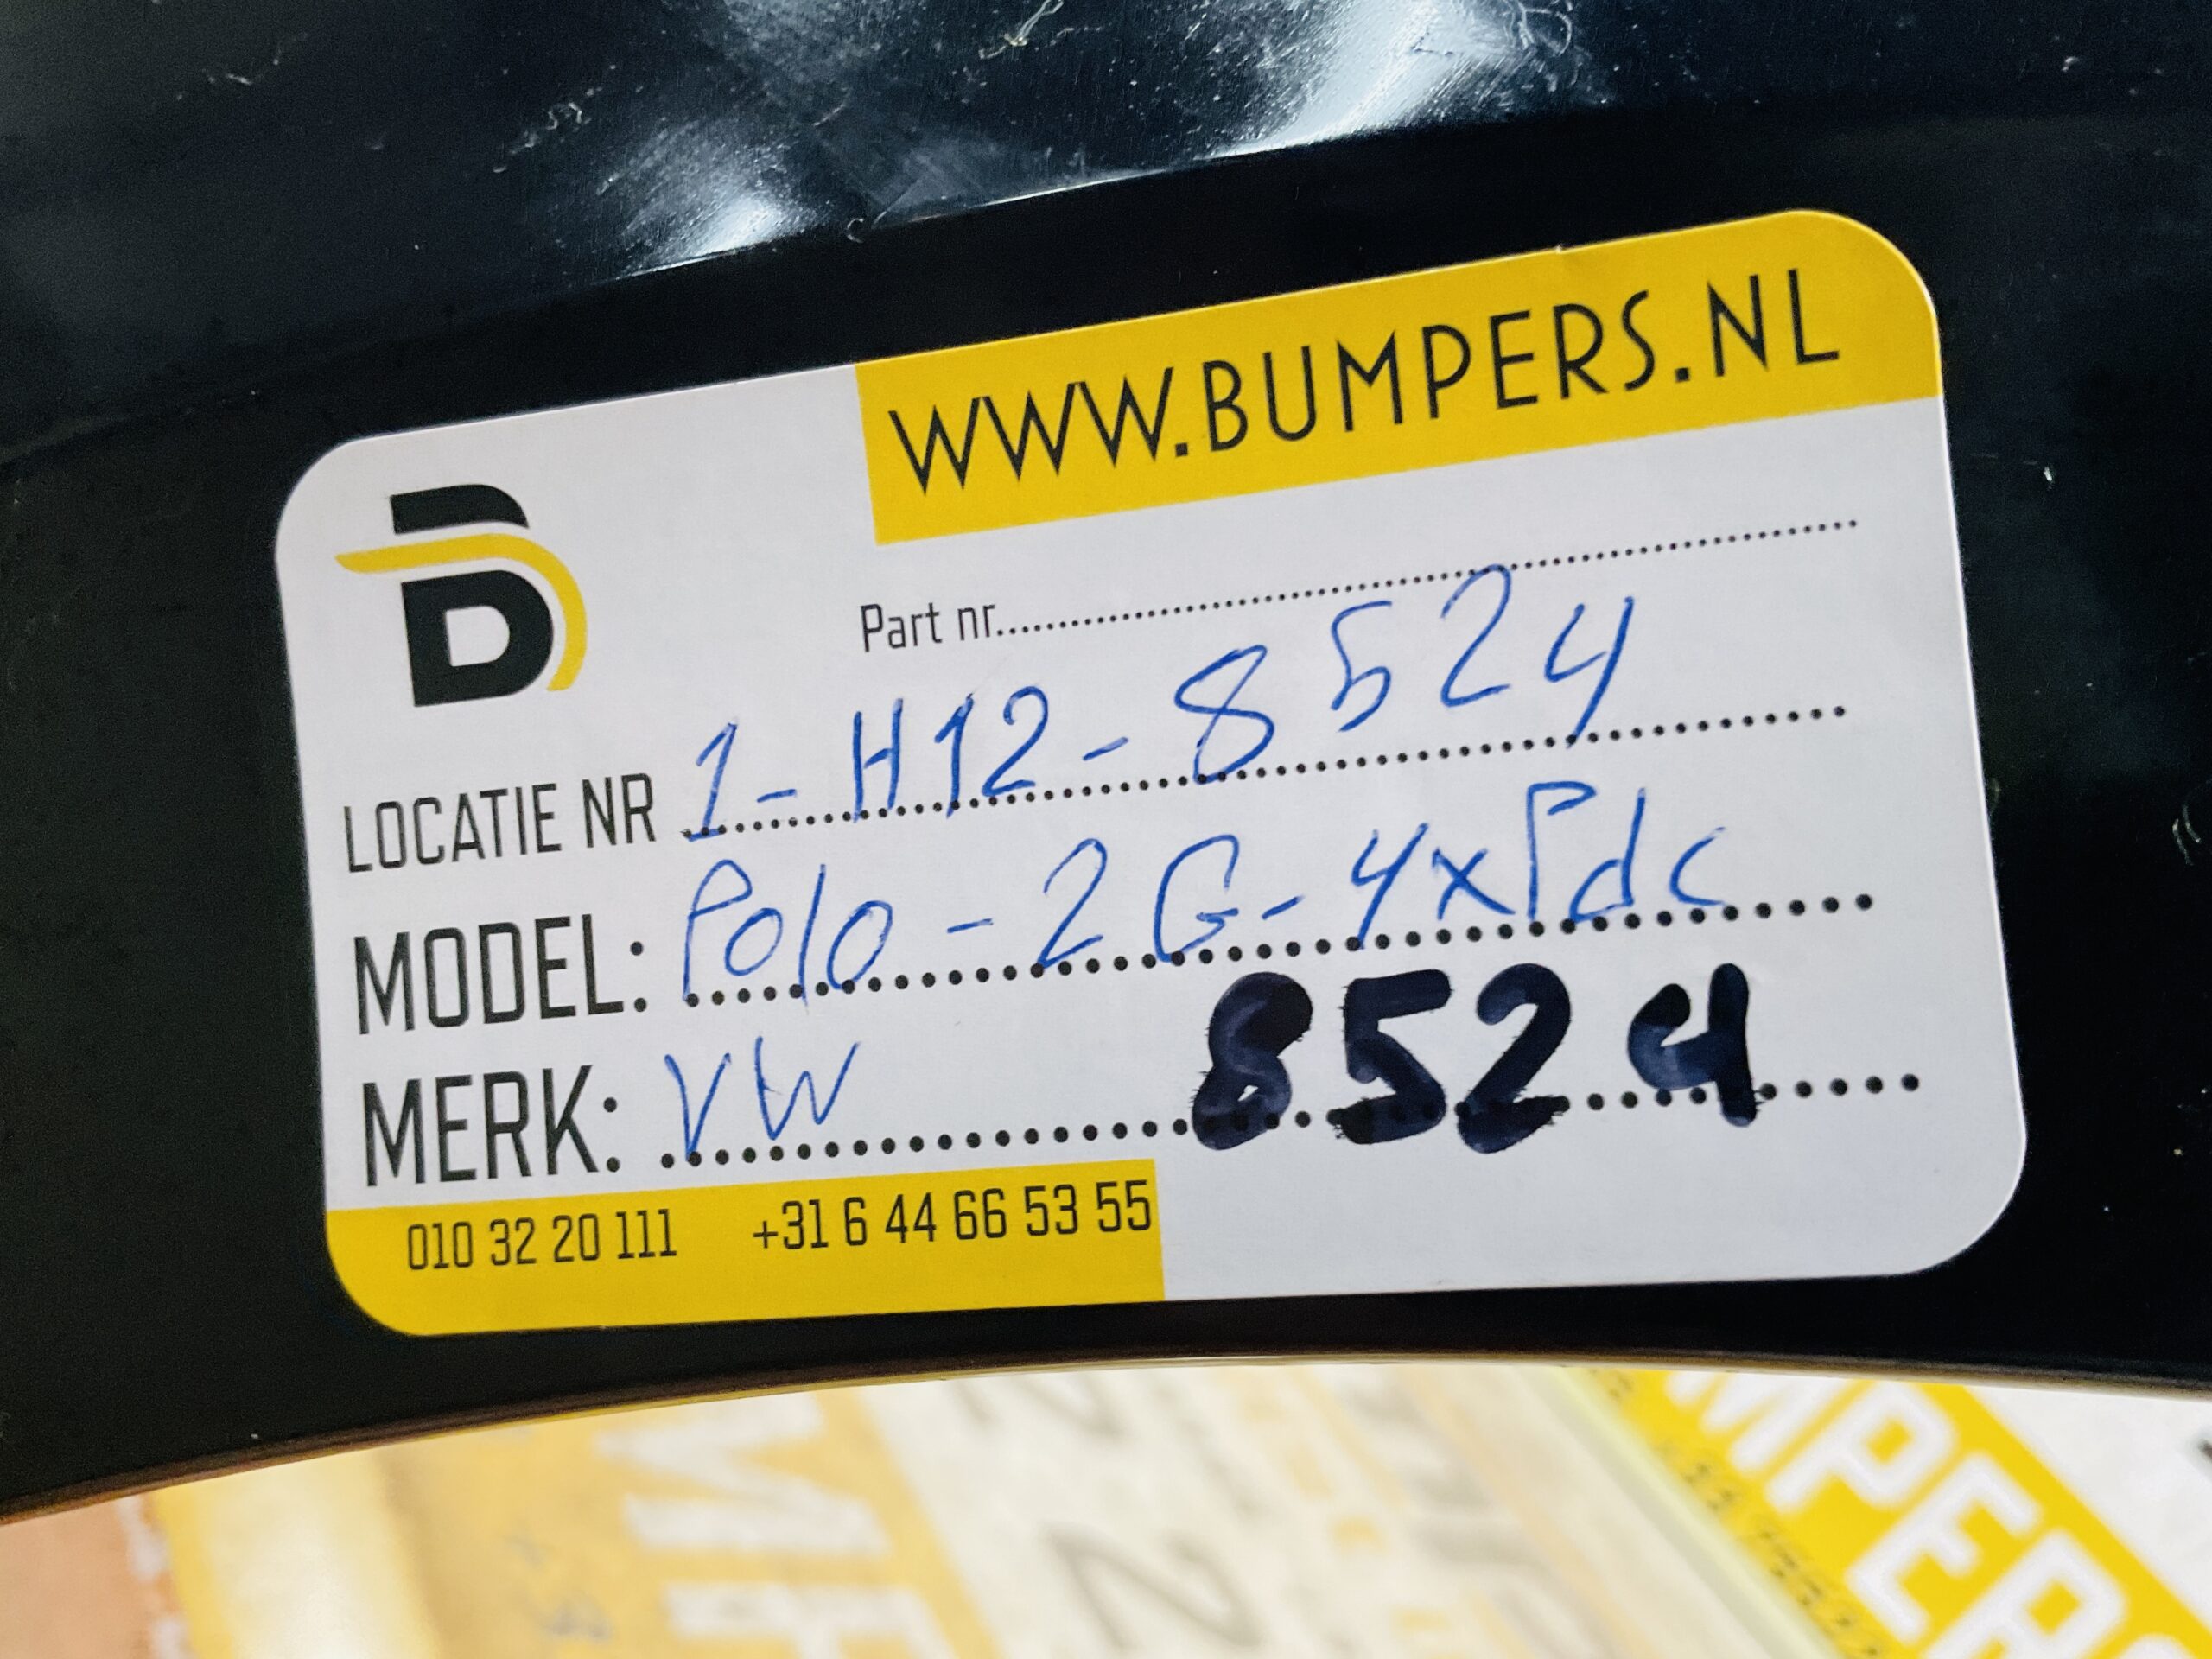 WWW.BUMPERS.NL
B
Part nr..........
LOCATIE NR 1-H12-8524
MODEL: Polo-2G-4xPdc
MERK: VW 8524
010 32 20 111 +31 6 44 66 53 55
MPERS